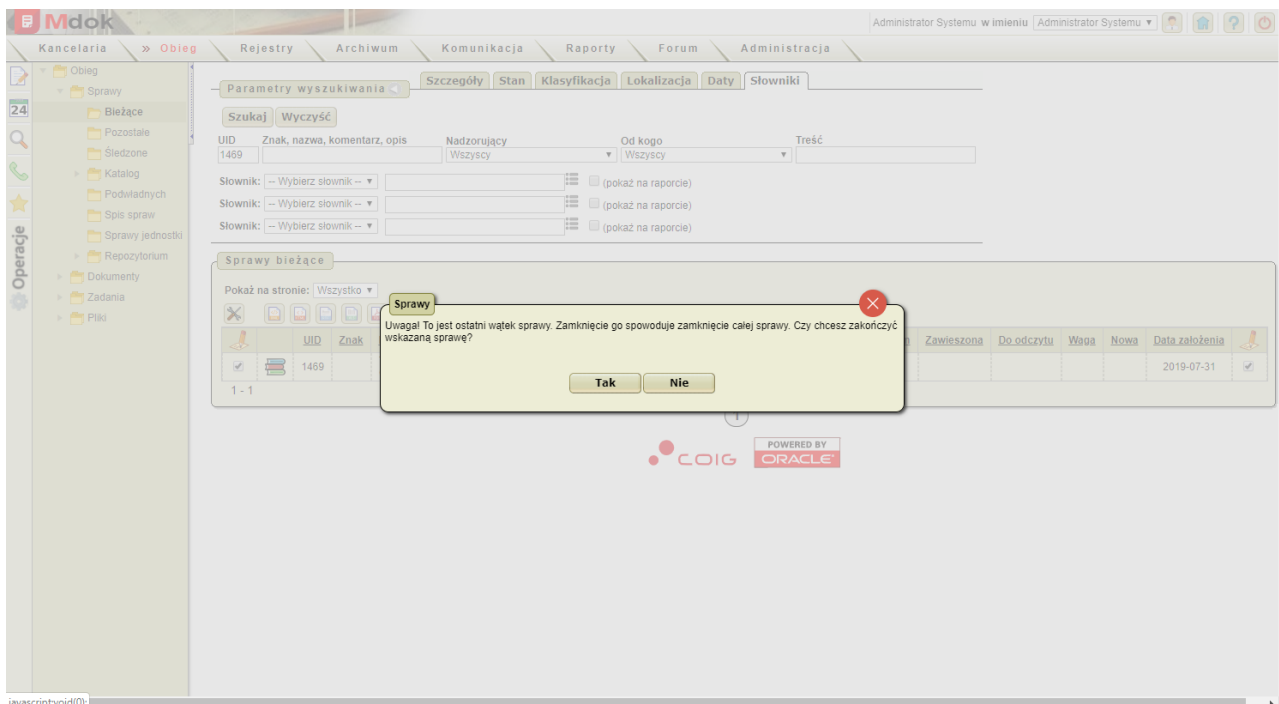 Mdok
Administrator Systemu w imieniu Administrator Systemu
Kancelaria » Obieg Rejestry Archiwum Komunikacja Raporty Forum Administracja
Obieg
Sprawy
Bieżące
Pozostałe
Śledzone
Katalog
Podwładnych
Spis spraw
Sprawy jednostki
Repozytorium
Dokumenty
Zadania
Pliki
24
Operacje
Parametry wyszukiwania
Szczegóły Stan Klasyfikacja Lokalizacja Daty Słowniki
Szukaj Wyczyść
UID Znak, nazwa, komentarz, opis Nadzorujący Od kogo Treść
1469 Wszyscy Wszyscy
Słownik: -- Wybierz słownik -- (pokaż na raporcie)
Słownik: -- Wybierz słownik -- (pokaż na raporcie)
Słownik: -- Wybierz słownik -- (pokaż na raporcie)
Sprawy bieżące
Pokaż na stronie: Wszystko
Sprawy
Uwaga! To jest ostatni wątek sprawy. Zamknięcie go spowoduje zamknięcie całej sprawy. Czy chcesz zakończyć
wskazaną sprawę?
Tak Nie
UID Znak Zawieszona Do odczytu Waga Nowa Data założenia
1469 2019-07-31
1 - 1
COIG
POWERED BY
ORACLE
javascript:void(0);